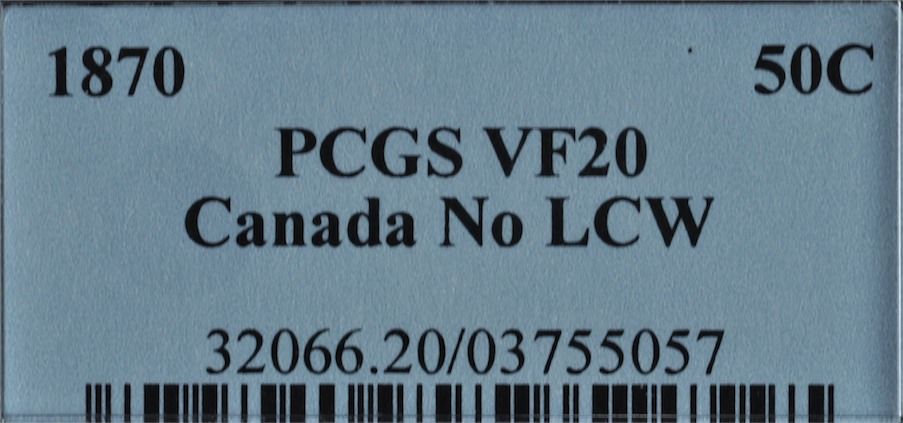 1870 50C
PCGS VF20
Canada No LCW
32066.20/03755057